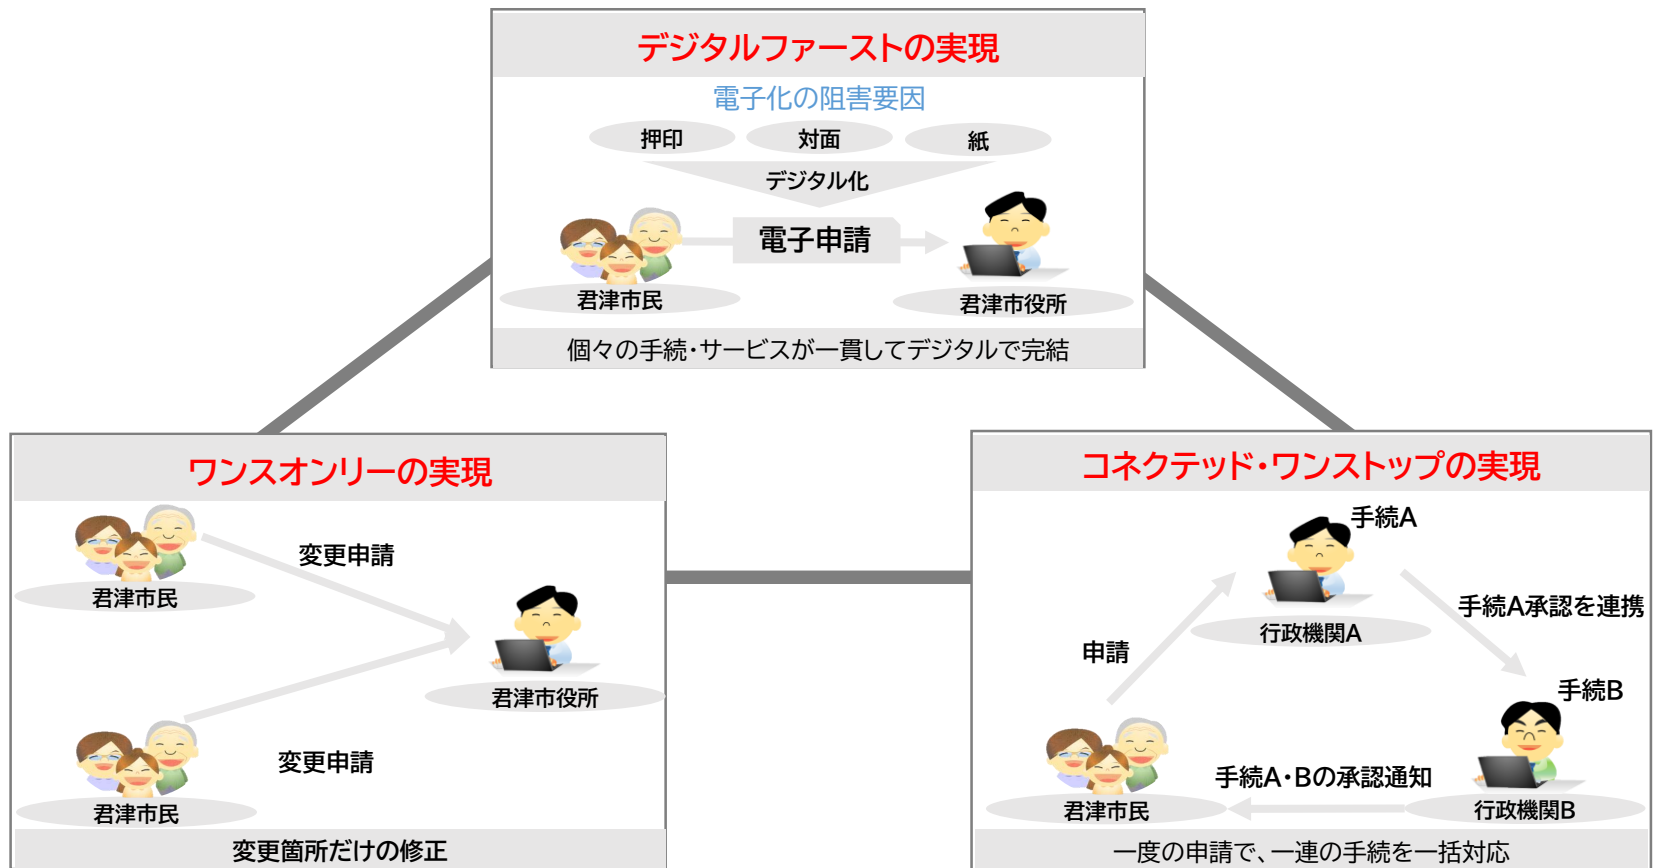 デジタルファーストの実現
電子化の阻害要因
押印 対面 紙
デジタル化
電子申請
君津市民 君津市役所
個々の手続・サービスが一貫してデジタルで完結
ワンスオンリーの実現
変更申請
君津市民
君津市役所
変更申請
君津市民
変更箇所だけの修正
コネクテッド・ワンストップの実現
手続A
行政機関A
手続A承認を連携
申請
手続B
手続A・Bの承認通知
君津市民 行政機関B
一度の申請で、一連の手続を一括対応